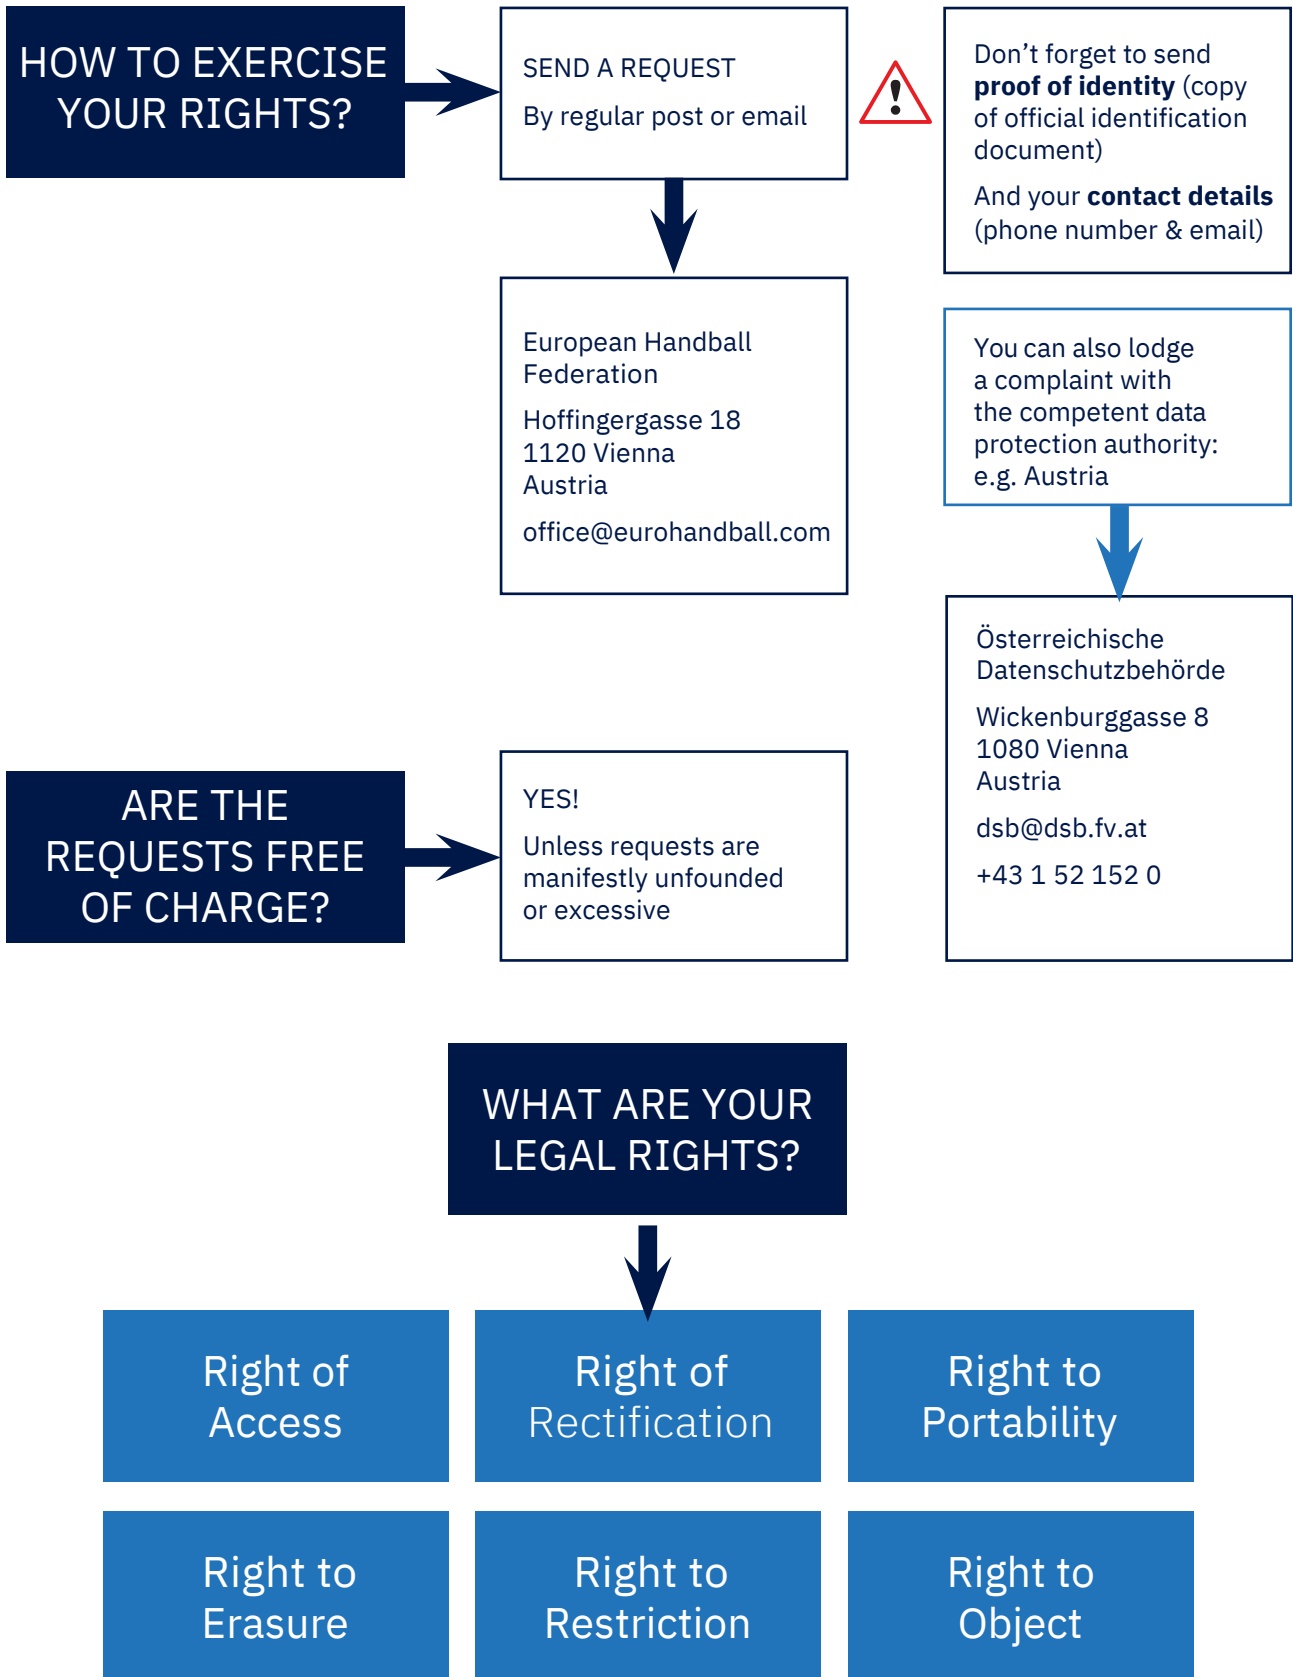 HOW TO EXERCISE
YOUR RIGHTS?
SEND A REQUEST
By regular post or email
Don’t forget to send
proof of identity (copy
of official identification
document)
And your contact details
(phone number & email)
European Handball
Federation
Hoffingergasse 18
1120 Vienna
Austria
office@eurohandball.com
You can also lodge
a complaint with
the competent data
protection authority:
e.g. Austria
Österreichische
Datenschutzbehörde
Wickenburggasse 8
1080 Vienna
Austria
dsb@dsb.fv.at
+43 1 52 152 0
ARE THE
REQUESTS FREE
OF CHARGE?
YES!
Unless requests are
manifestly unfounded
or excessive
WHAT ARE YOUR
LEGAL RIGHTS?
Right of
Access
Right of
Rectification
Right to
Portability
Right to
Erasure
Right to
Restriction
Right to
Object